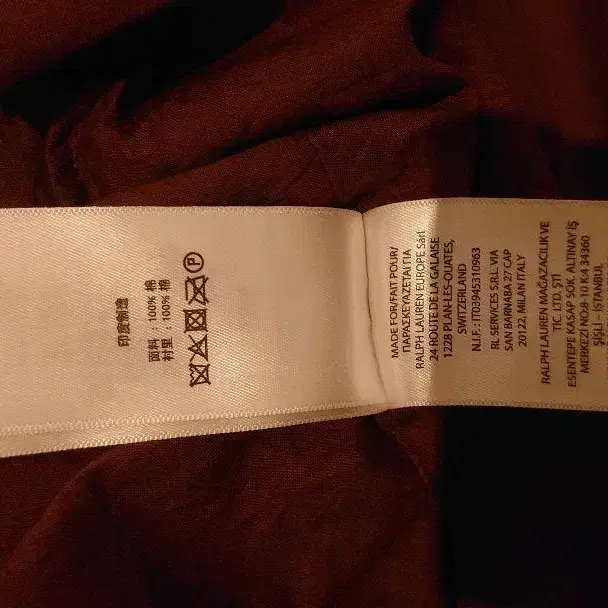 印度制造
面料 : 100% 棉
村里 : 100% 棉
MADE FOR/FAIT POUR/
ΠΑΡΑΣΚΕΥΑΖΕΤΑΙ ΓΙΑ
RALPH LAUREN EUROPE Sàrl
24 ROUTE DE LA GALAISE
1228 PLAN-LES-OUATES,
SWITZERLAND
N.I.F. : IT03945310963
RL SERVICES S.R.L. VIA
SAN BARNABA 27 CAP
20122. MILAN ITALY
RALPH LAUREN MAĞAZACILIK VE
TİC. LTD. ŞTİ
ESENTEPE KASAP SOK. ALTINAY İŞ
MERKEZİ NO:8-10 K:4 34360
ŞİŞLİ - İSTANBUL